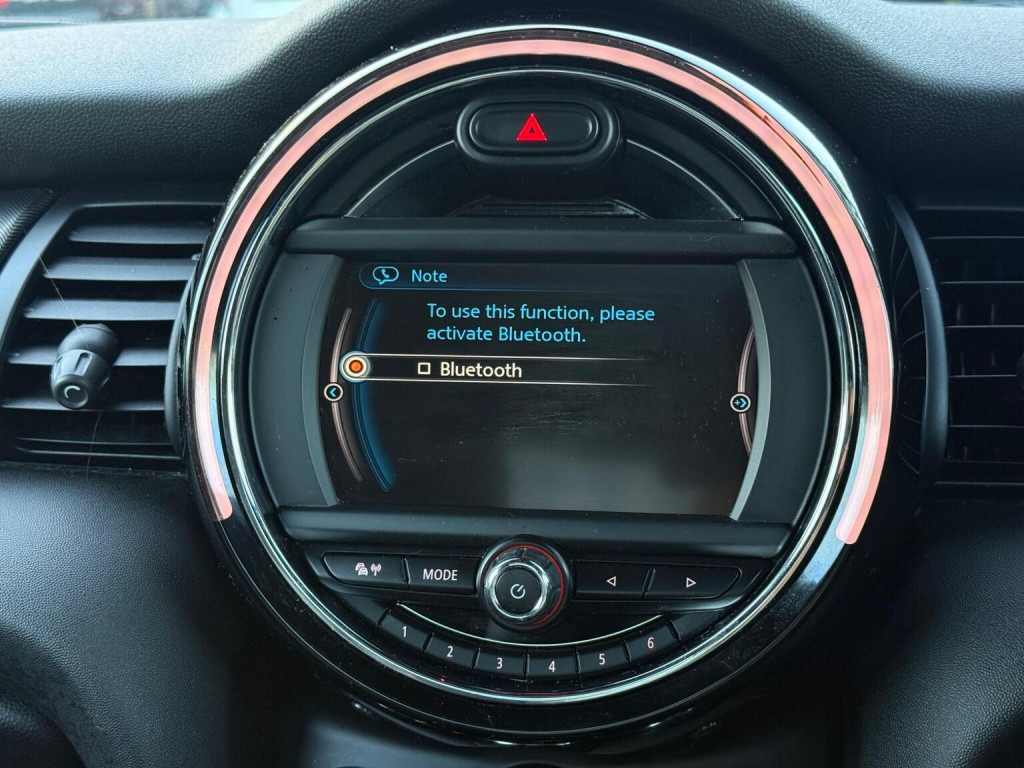 Note
To use this function, please
activate Bluetooth.
Bluetooth
MODE
1 2 3 4 5 6